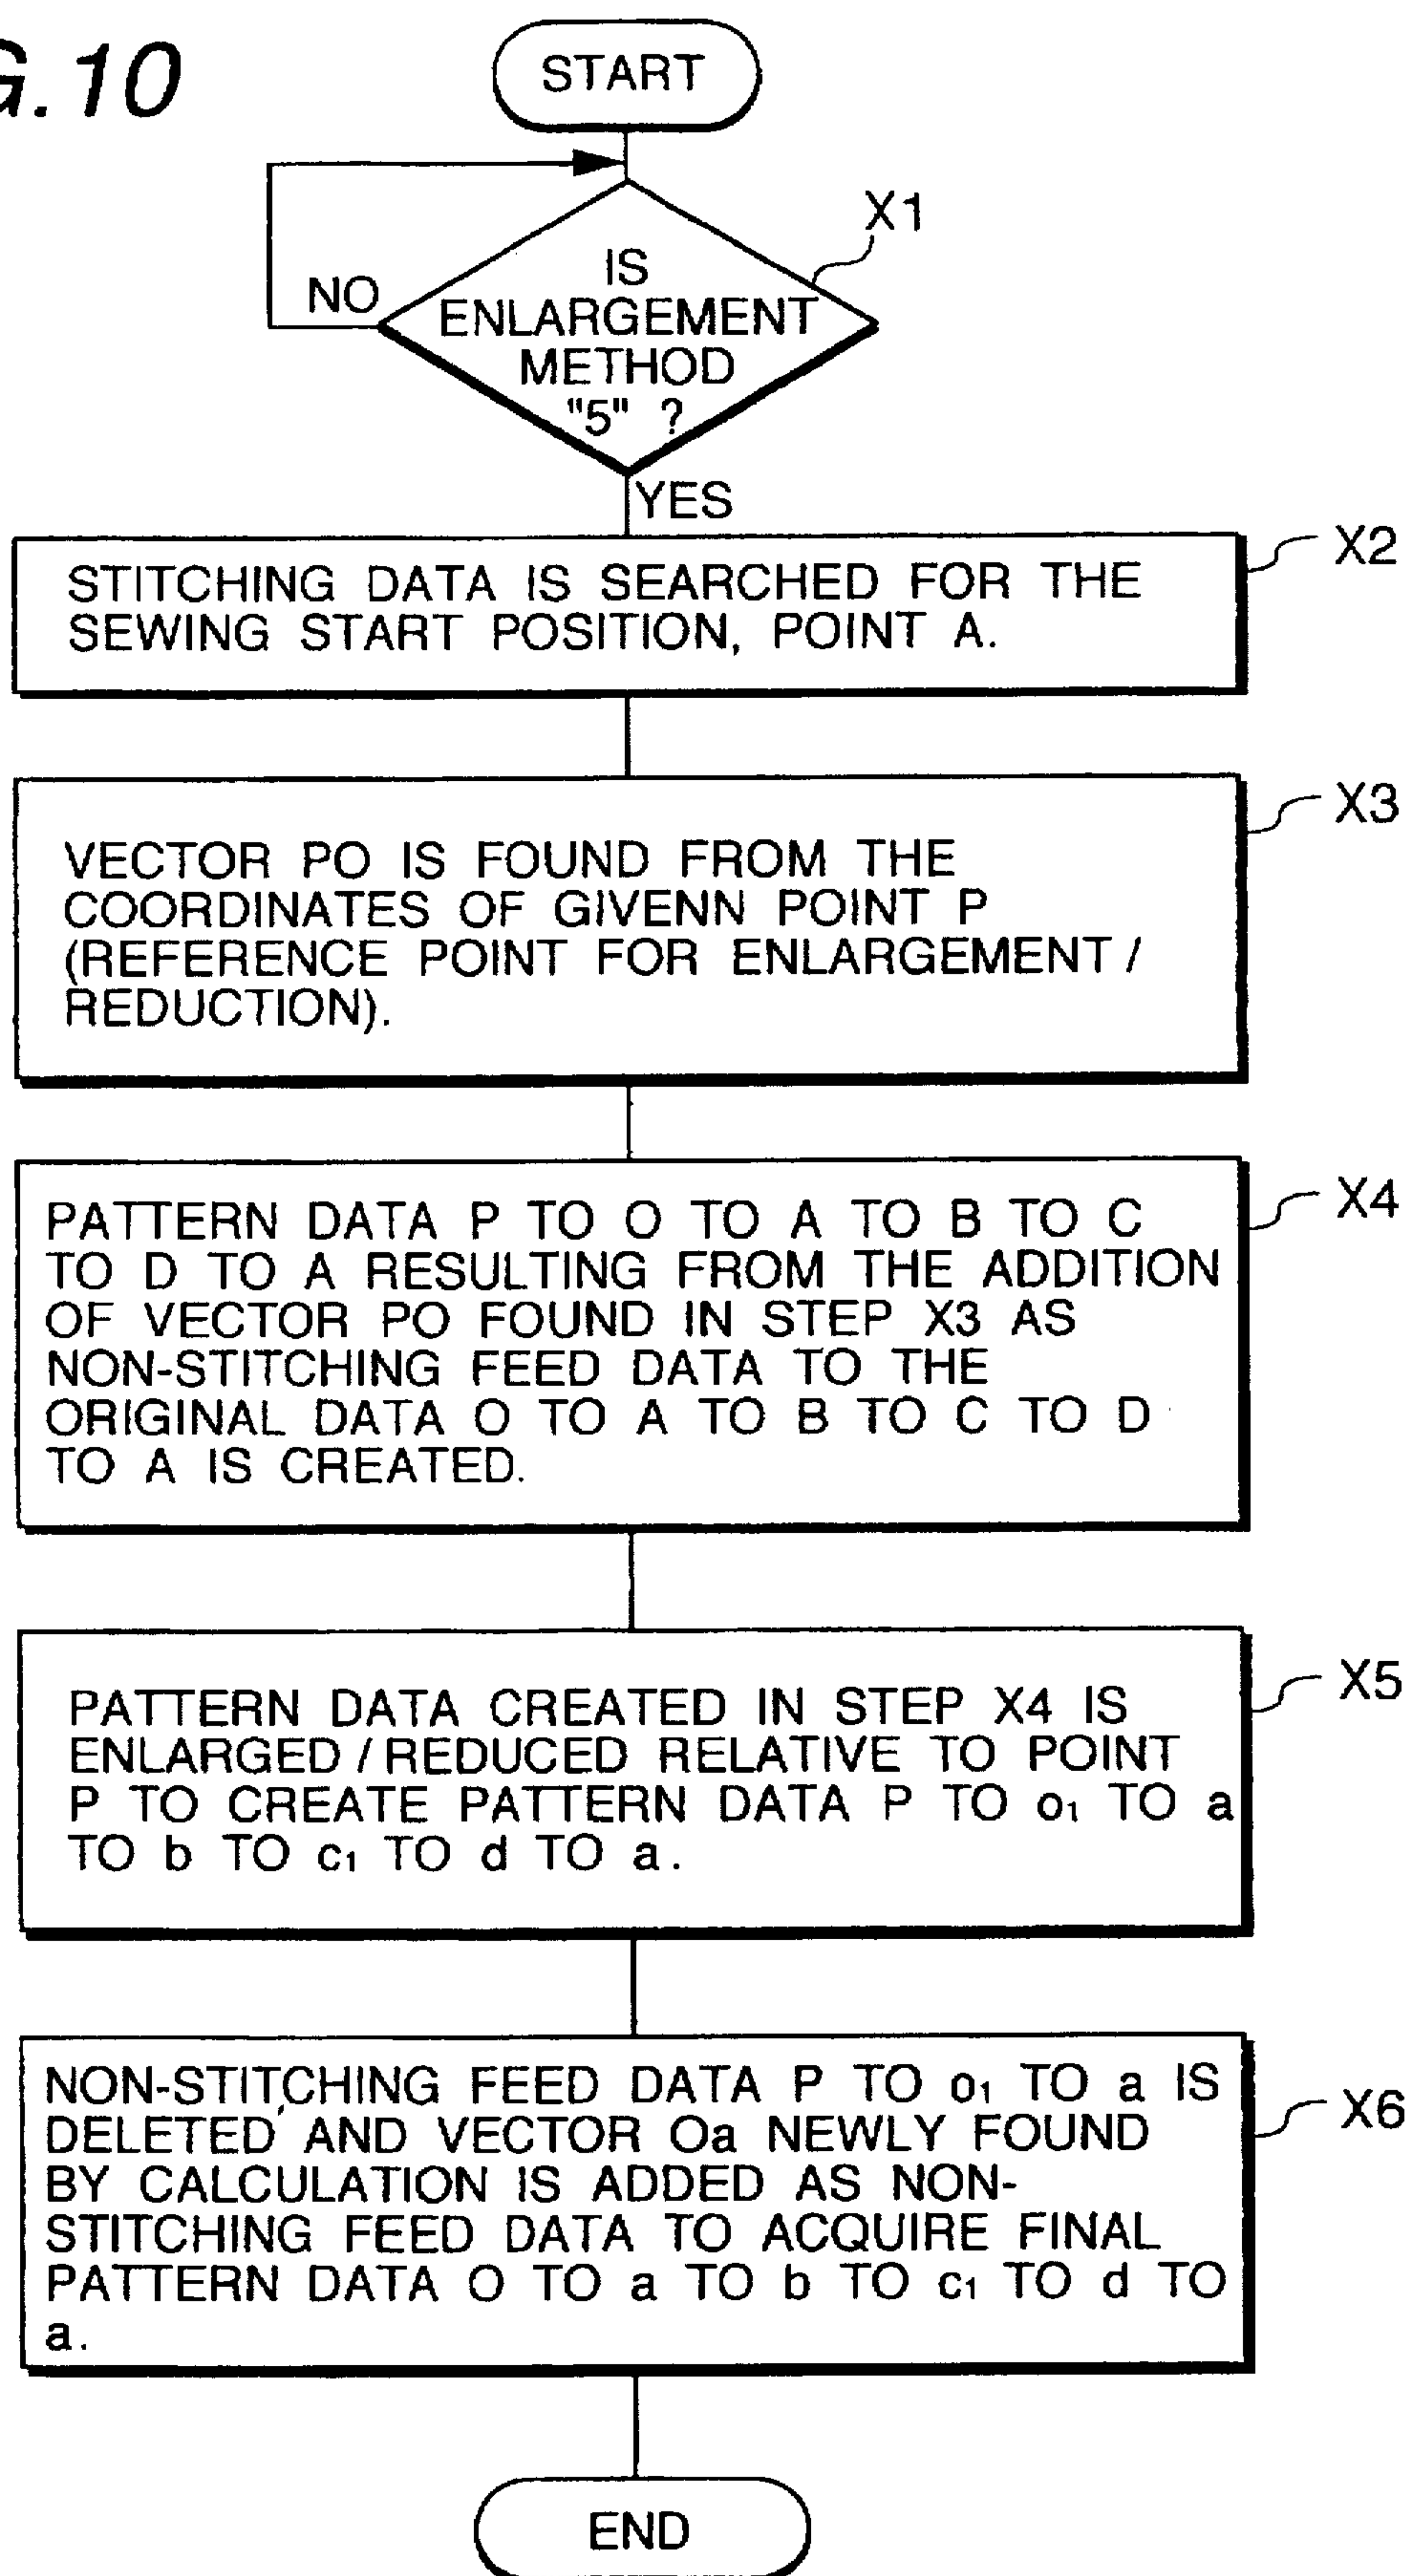 G.10
START
X1
NO
IS
ENLARGEMENT
METHOD
"5" ?
YES
X2
STITCHING DATA IS SEARCHED FOR THE
SEWING START POSITION, POINT A.
X3
VECTOR PO IS FOUND FROM THE
COORDINATES OF GIVENN POINT P
(REFERENCE POINT FOR ENLARGEMENT /
REDUCTION).
X4
PATTERN DATA P TO O TO A TO B TO C
TO D TO A RESULTING FROM THE ADDITION
OF VECTOR PO FOUND IN STEP X3 AS
NON-STITCHING FEED DATA TO THE
ORIGINAL DATA O TO A TO B TO C TO D
TO A IS CREATED.
X5
PATTERN DATA CREATED IN STEP X4 IS
ENLARGED / REDUCED RELATIVE TO POINT
P TO CREATE PATTERN DATA P TO o₁ TO a
TO b TO c₁ TO d TO a.
X6
NON-STITCHING FEED DATA P TO o₁ TO a IS
DELETED AND VECTOR Oa NEWLY FOUND
BY CALCULATION IS ADDED AS NON-
STITCHING FEED DATA TO ACQUIRE FINAL
PATTERN DATA O TO a TO b TO c₁ TO d TO
a.
END